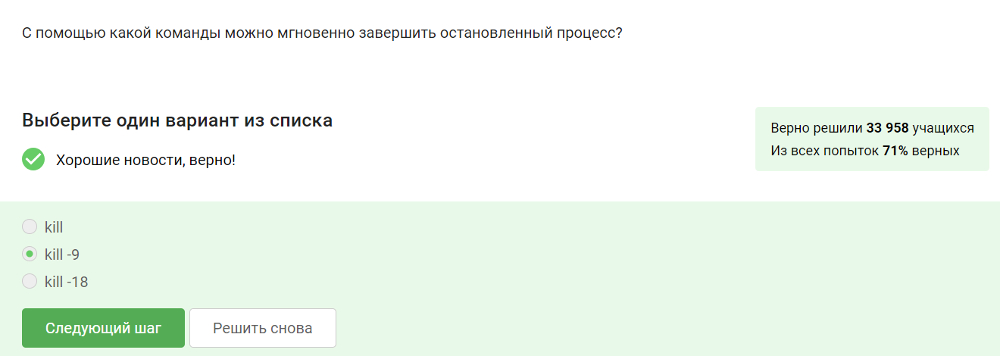 С помощью какой команды можно мгновенно завершить остановленный процесс?
Выберите один вариант из списка
Хорошие новости, верно!
Верно решили 33 958 учащихся
Из всех попыток 71% верных
kill
kill -9
kill -18
Следующий шаг
Решить снова